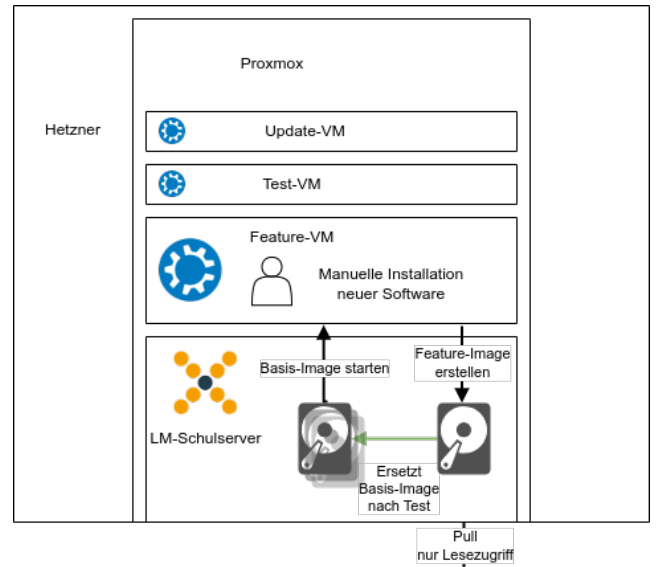 Proxmox
Hetzner
Update-VM
Test-VM
Feature-VM
Manuelle Installation
neuer Software
Basis-Image starten
Feature-Image
erstellen
LM-Schulserver
Ersetzt
Basis-Image
nach Test
Pull
nur Lesezugriff